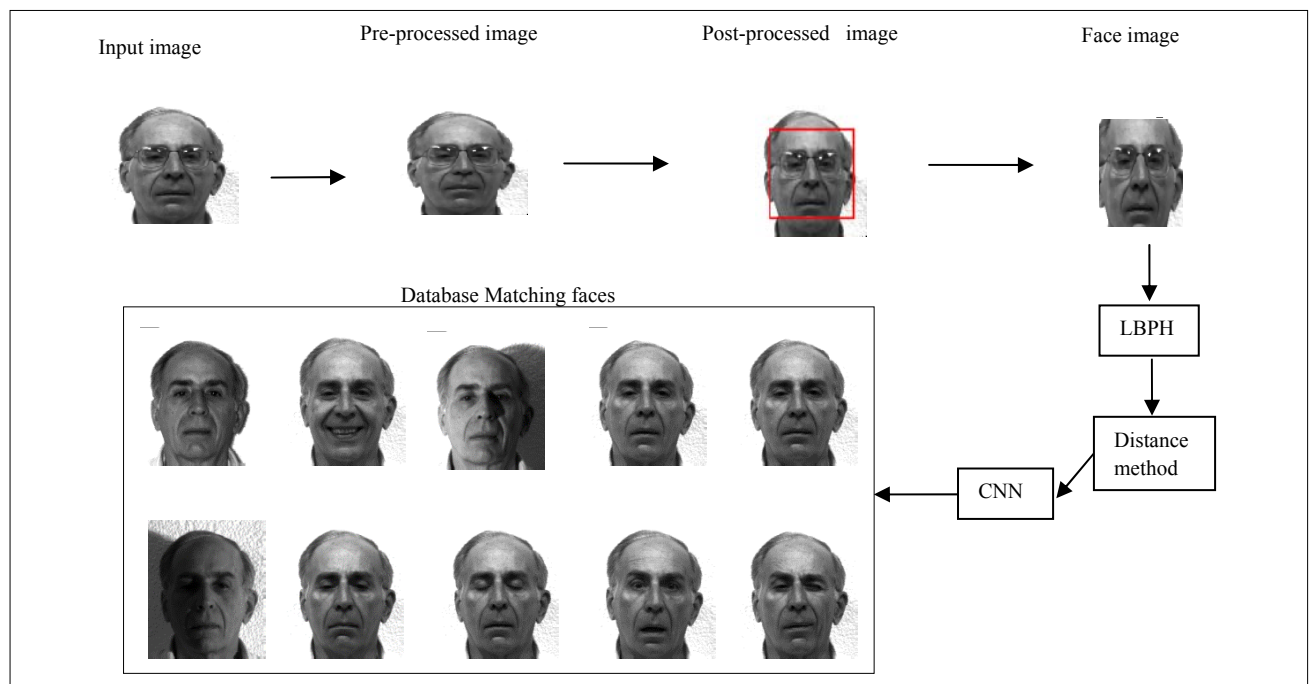 Input image
Pre-processed image
Post-processed image
Face image
Database Matching faces
LBPH
Distance
method
CNN